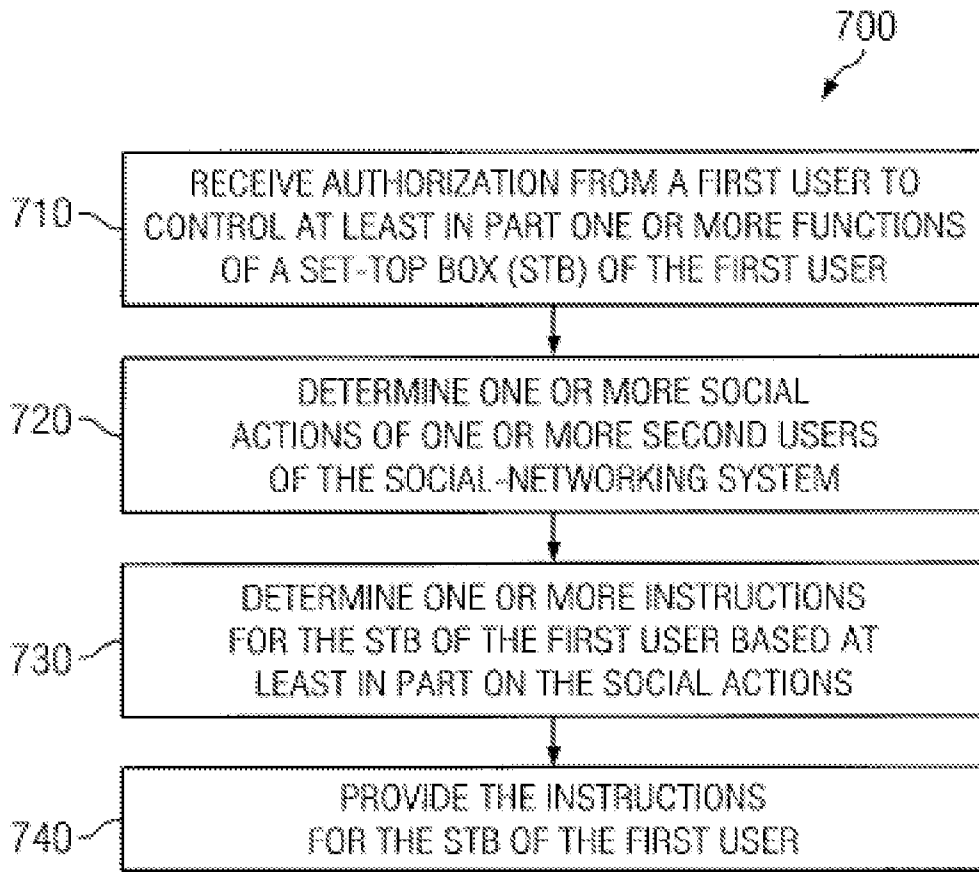 700
710
RECEIVE AUTHORIZATION FROM A FIRST USER TO
CONTROL AT LEAST IN PART ONE OR MORE FUNCTIONS
OF A SET-TOP BOX (STB) OF THE FIRST USER
720
DETERMINE ONE OR MORE SOCIAL
ACTIONS OF ONE OR MORE SECOND USERS
OF THE SOCIAL-NETWORKING SYSTEM
730
DETERMINE ONE OR MORE INSTRUCTIONS
FOR THE STB OF THE FIRST USER BASED AT
LEAST IN PART ON THE SOCIAL ACTIONS
740
PROVIDE THE INSTRUCTIONS
FOR THE STB OF THE FIRST USER